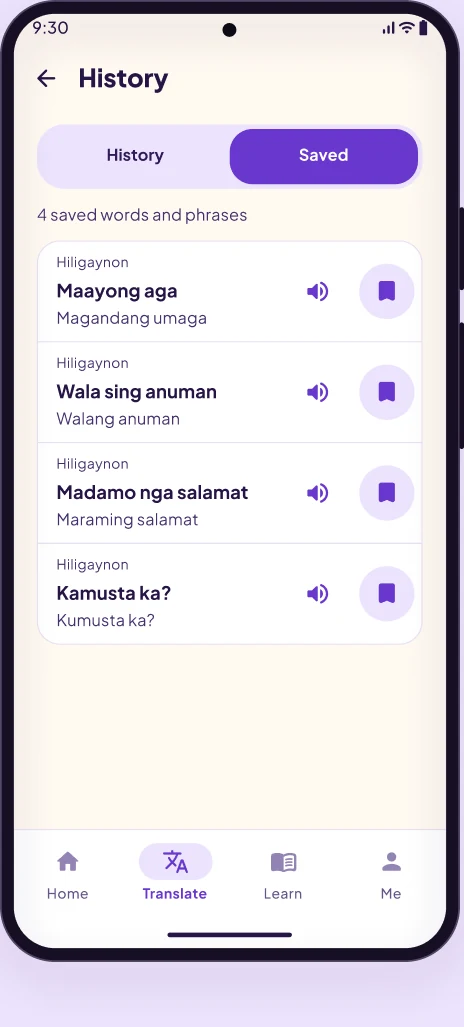 9:30
History
History
Saved
4 saved words and phrases
Hiligaynon
Maayong aga
Magandang umaga
Hiligaynon
Wala sing anuman
Walang anuman
Hiligaynon
Madamo nga salamat
Maraming salamat
Hiligaynon
Kamusta ka?
Kumusta ka?
Home
Translate
Learn
Me